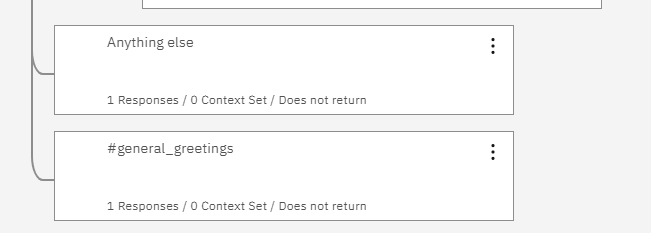 Anything else
1 Responses / 0 Context Set / Does not return
#general_greetings
1 Responses / 0 Context Set / Does not return